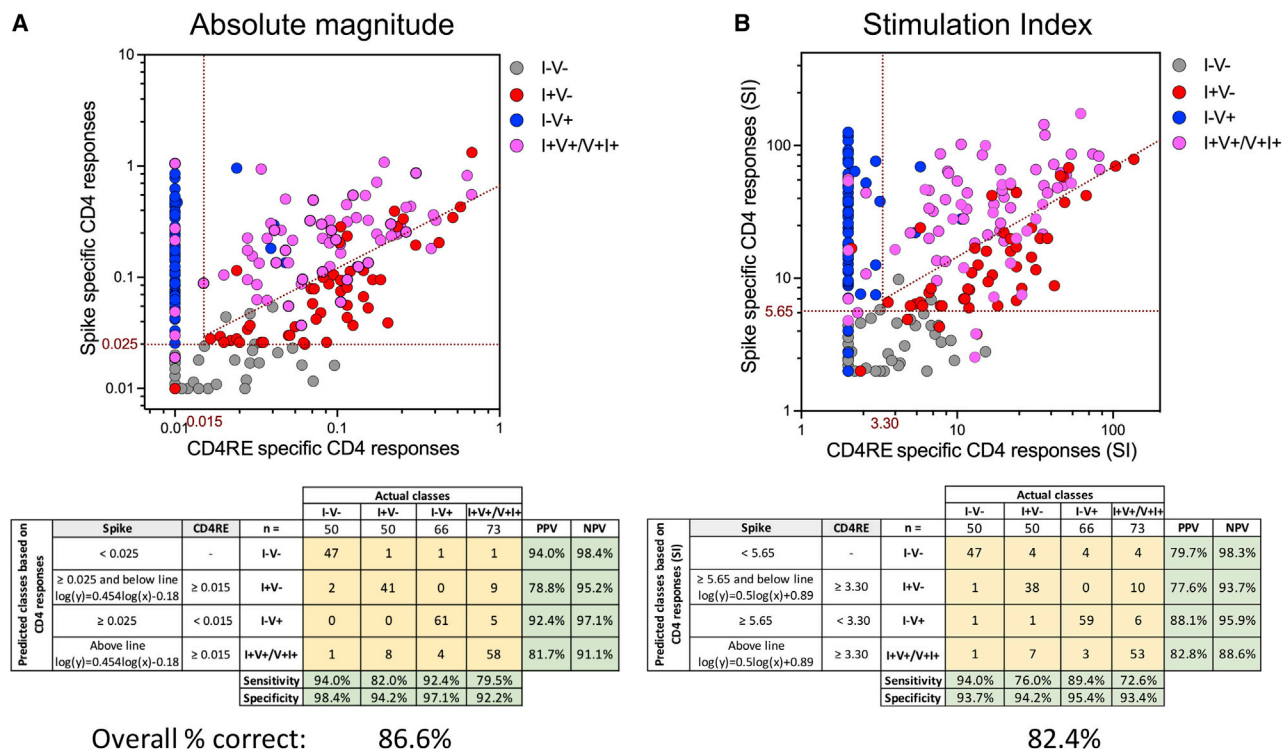 A
Absolute magnitude
Spike specific CD4 responses
10
1
0.1
0.025
0.01
0.01
0.015
0.1
1
CD4RE specific CD4 responses
I-V-
I+V-
I-V+
I+V+/V+I+
Actual classes
I-V- I+V- I-V+ I+V+/V+I+
Spike CD4RE n = 50 50 66 73 PPV NPV
Predicted classes based on
CD4 responses
< 0.025 - I-V- 47 1 1 1 94.0% 98.4%
≥ 0.025 and below line
log(y)=0.454log(x)-0.18 ≥ 0.015 I+V- 2 41 0 9 78.8% 95.2%
≥ 0.025 < 0.015 I-V+ 0 0 61 5 92.4% 97.1%
Above line
log(y)=0.454log(x)-0.18 ≥ 0.015 I+V+/V+I+ 1 8 4 58 81.7% 91.1%
Sensitivity 94.0% 82.0% 92.4% 79.5%
Specificity 98.4% 94.2% 97.1% 92.2%
Overall % correct: 86.6%
B
Stimulation Index
Spike specific CD4 responses (SI)
100
10
5.65
1
1
3.30
10
100
CD4RE specific CD4 responses (SI)
I-V-
I+V-
I-V+
I+V+/V+I+
Actual classes
I-V- I+V- I-V+ I+V+/V+I+
Spike CD4RE n = 50 50 66 73 PPV NPV
Predicted classes based on
CD4 responses (SI)
< 5.65 - I-V- 47 4 4 4 79.7% 98.3%
≥ 5.65 and below line
log(y)=0.5log(x)+0.89 ≥ 3.30 I+V- 1 38 0 10 77.6% 93.7%
≥ 5.65 < 3.30 I-V+ 1 1 59 6 88.1% 95.9%
Above line
log(y)=0.5log(x)+0.89 ≥ 3.30 I+V+/V+I+ 1 7 3 53 82.8% 88.6%
Sensitivity 94.0% 76.0% 89.4% 72.6%
Specificity 93.7% 94.2% 95.4% 93.4%
82.4%